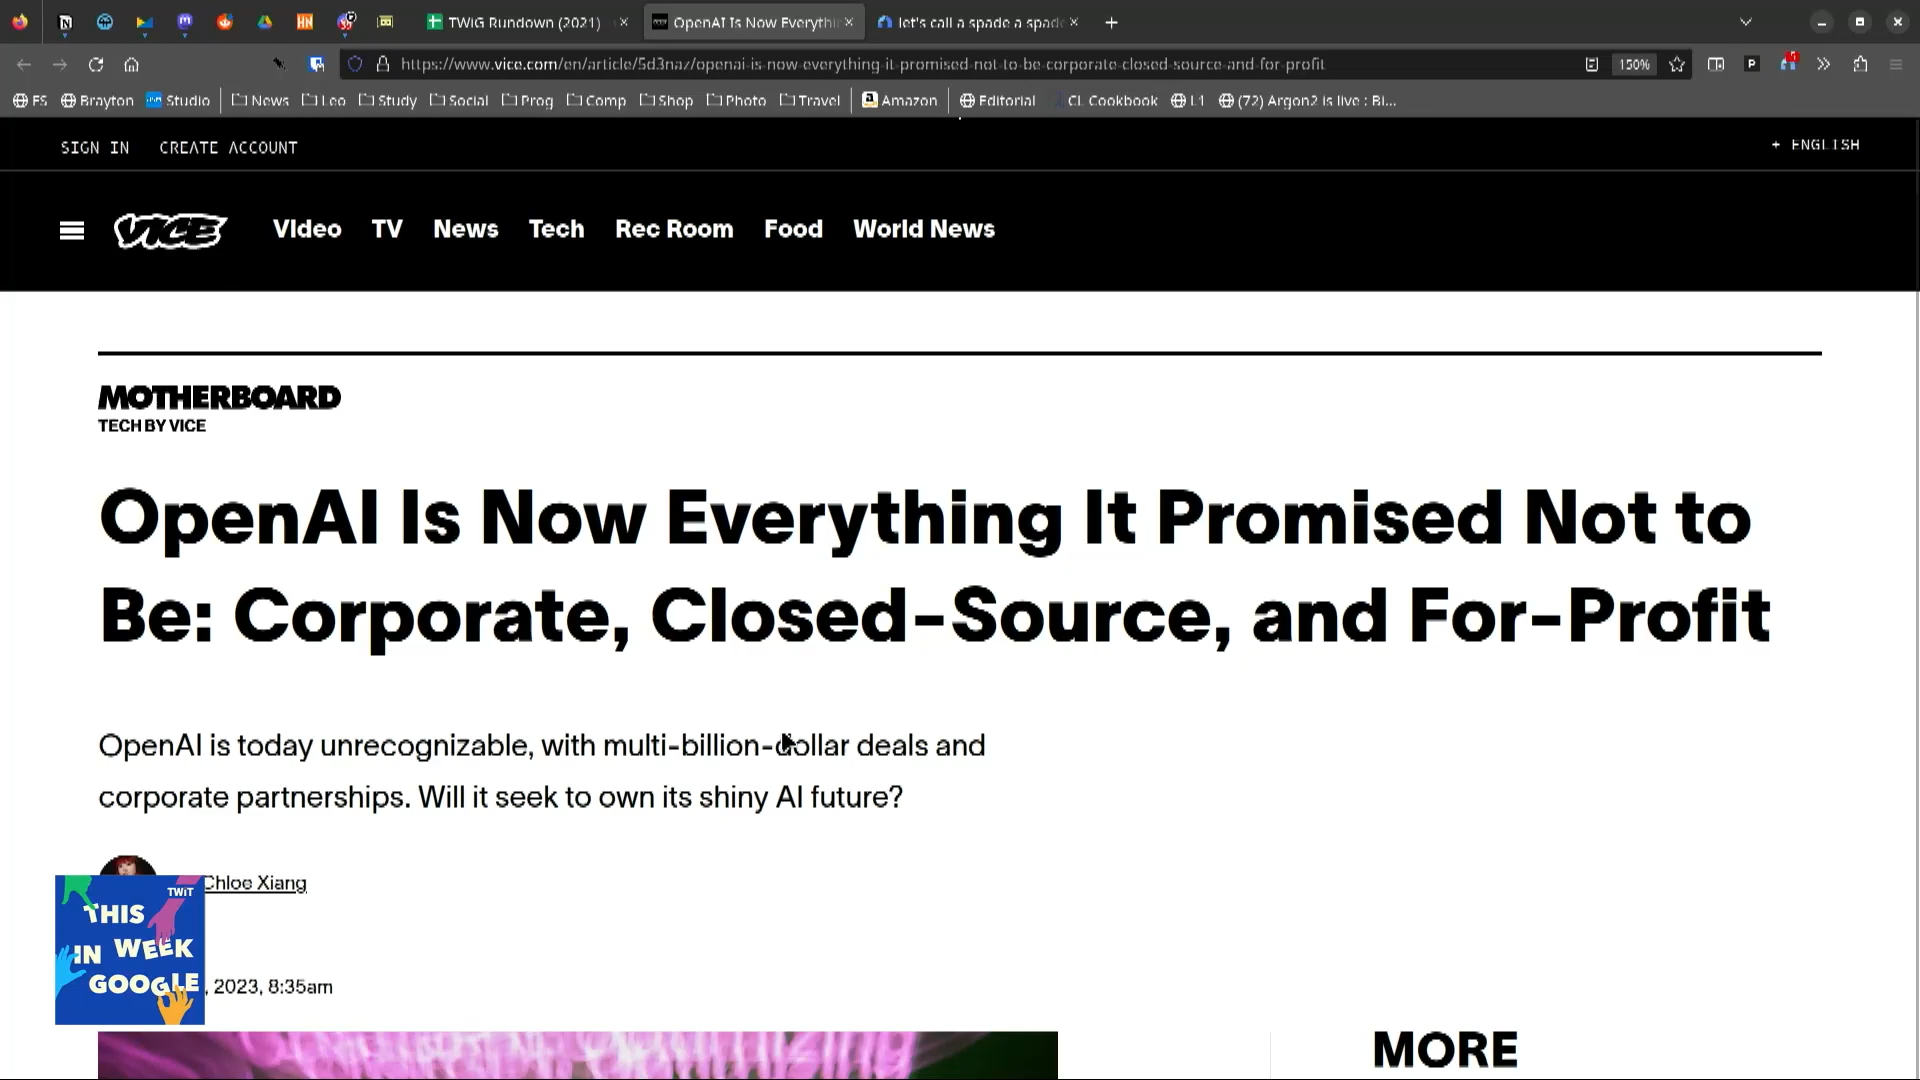 TWiG Rundown (2021)
OpenAI Is Now Everythi
let's call a spade a spad
https://www.vice.com/en/article/5d3naz/openai-is-now-everything-it-promised-not-to-be-corporate-closed-source-and-for-profit
150%
FS Brayton Studio News Leo Study Social Prog Comp Shop Photo Travel Amazon Editorial CL Cookbook L1 (72) Argon2 is live : Bi...
SIGN IN CREATE ACCOUNT + ENGLISH
VICE Video TV News Tech Rec Room Food World News
MOTHERBOARD
TECH BY VICE
OpenAI Is Now Everything It Promised Not to
Be: Corporate, Closed-Source, and For-Profit
OpenAI is today unrecognizable, with multi-billion-dollar deals and
corporate partnerships. Will it seek to own its shiny AI future?
Chloe Xiang
TWiT
THIS
IN WEEK
GOOGLE
, 2023, 8:35am
MORE